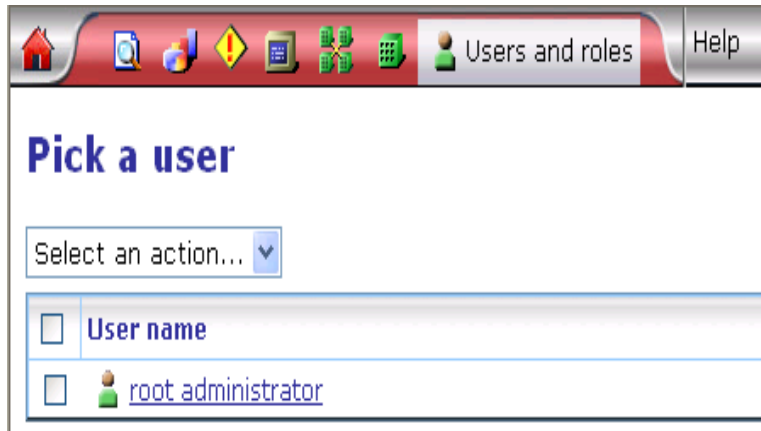 Users and roles
Help
Pick a user
Select an action...
User name
root administrator